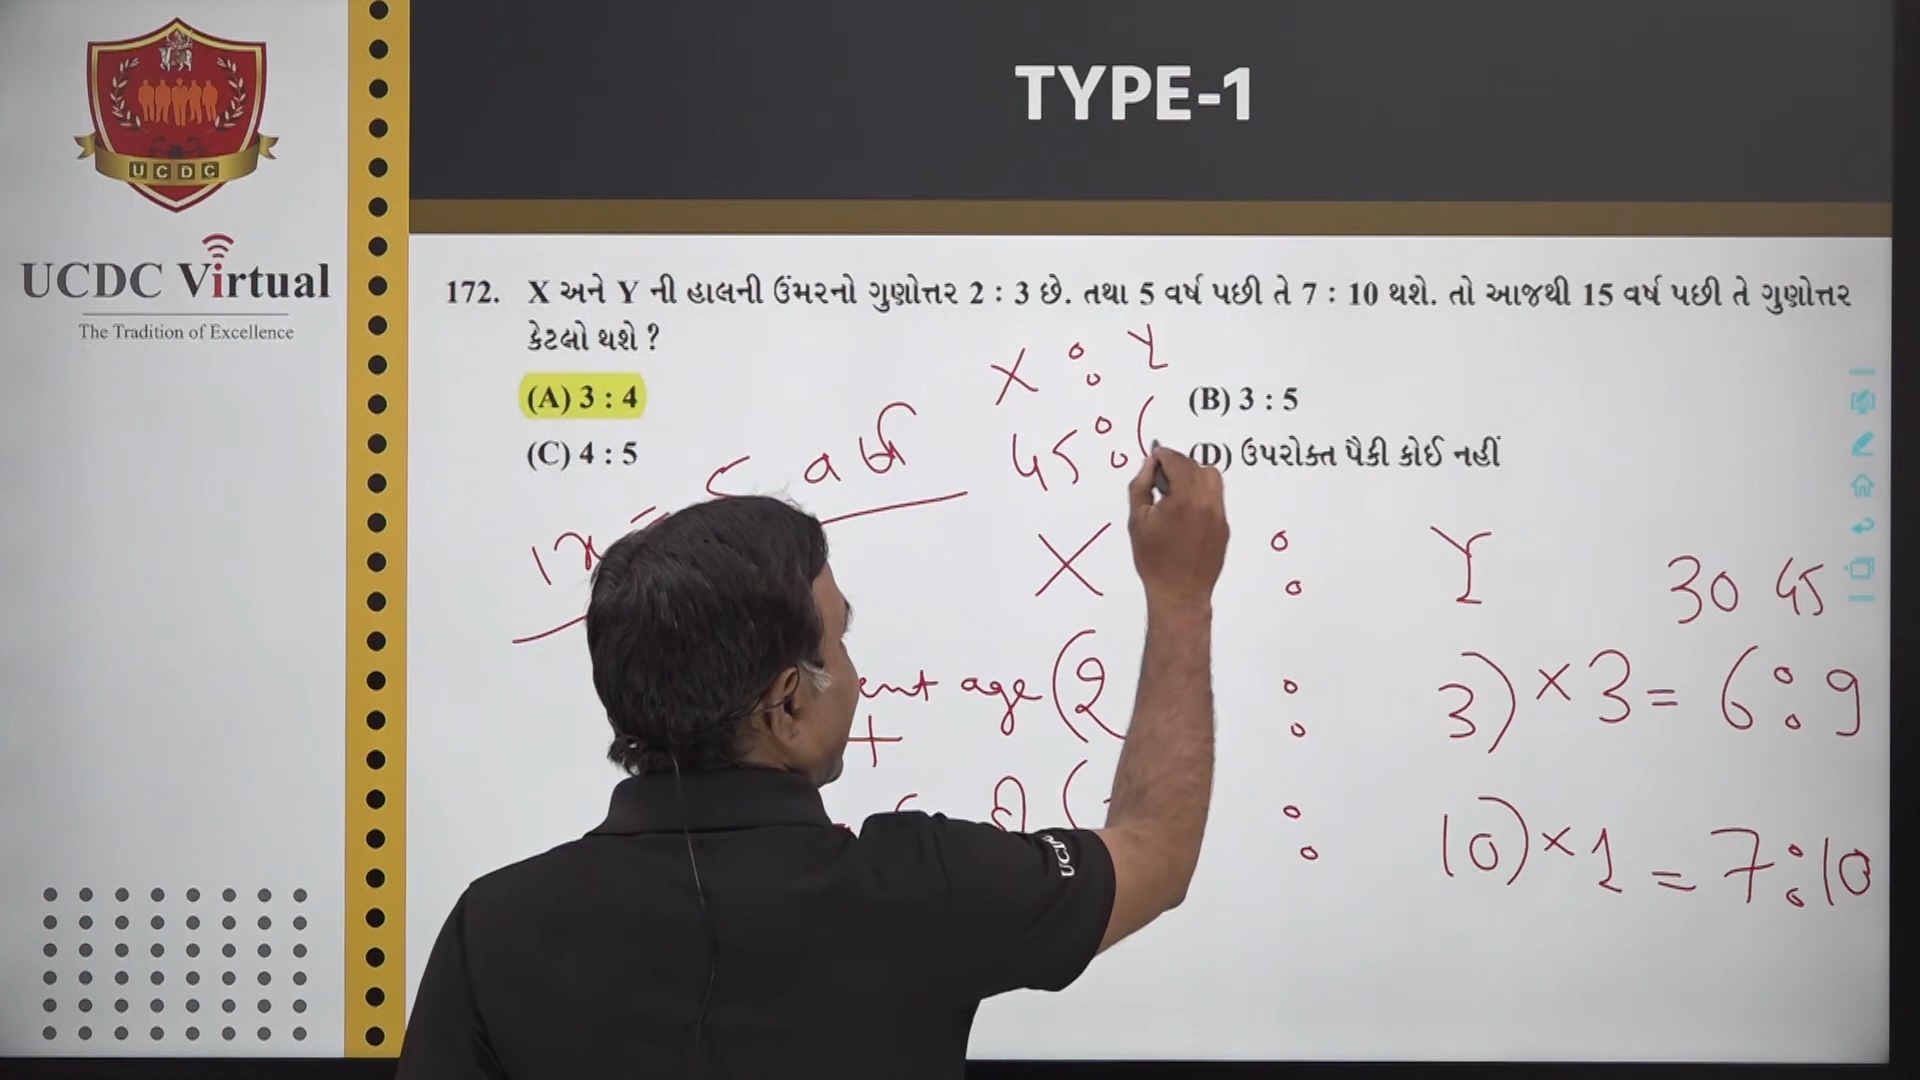 TYPE-1
UCDC
UCDC Virtual
The Tradition of Excellence
172. X અને Y ની હાલની ઉંમરનો ગુણોત્તર 2 : 3 છે. તથા 5 વર્ષ પછી તે 7 : 10 થશે. તો આજથી 15 વર્ષ પછી તે ગુણોત્તર
કેટલો થશે ?
(A) 3 : 4
(B) 3 : 5
(C) 4 : 5
(D) ઉપરોક્ત પૈકી કોઈ નહીં
X : Y
45 :
5 વર્ષ
X : Y
30 45
age (2 : 3) × 3 = 6 : 9
+
: 10) × 1 = 7 : 10